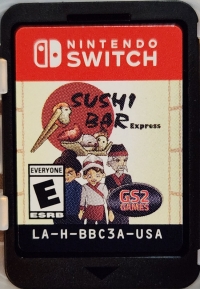 NINTENDO
SWITCH
SUSHI
BAR Express
EVERYONE
E
ESRB
GS2
GAMES
LA-H-BBC3A-USA